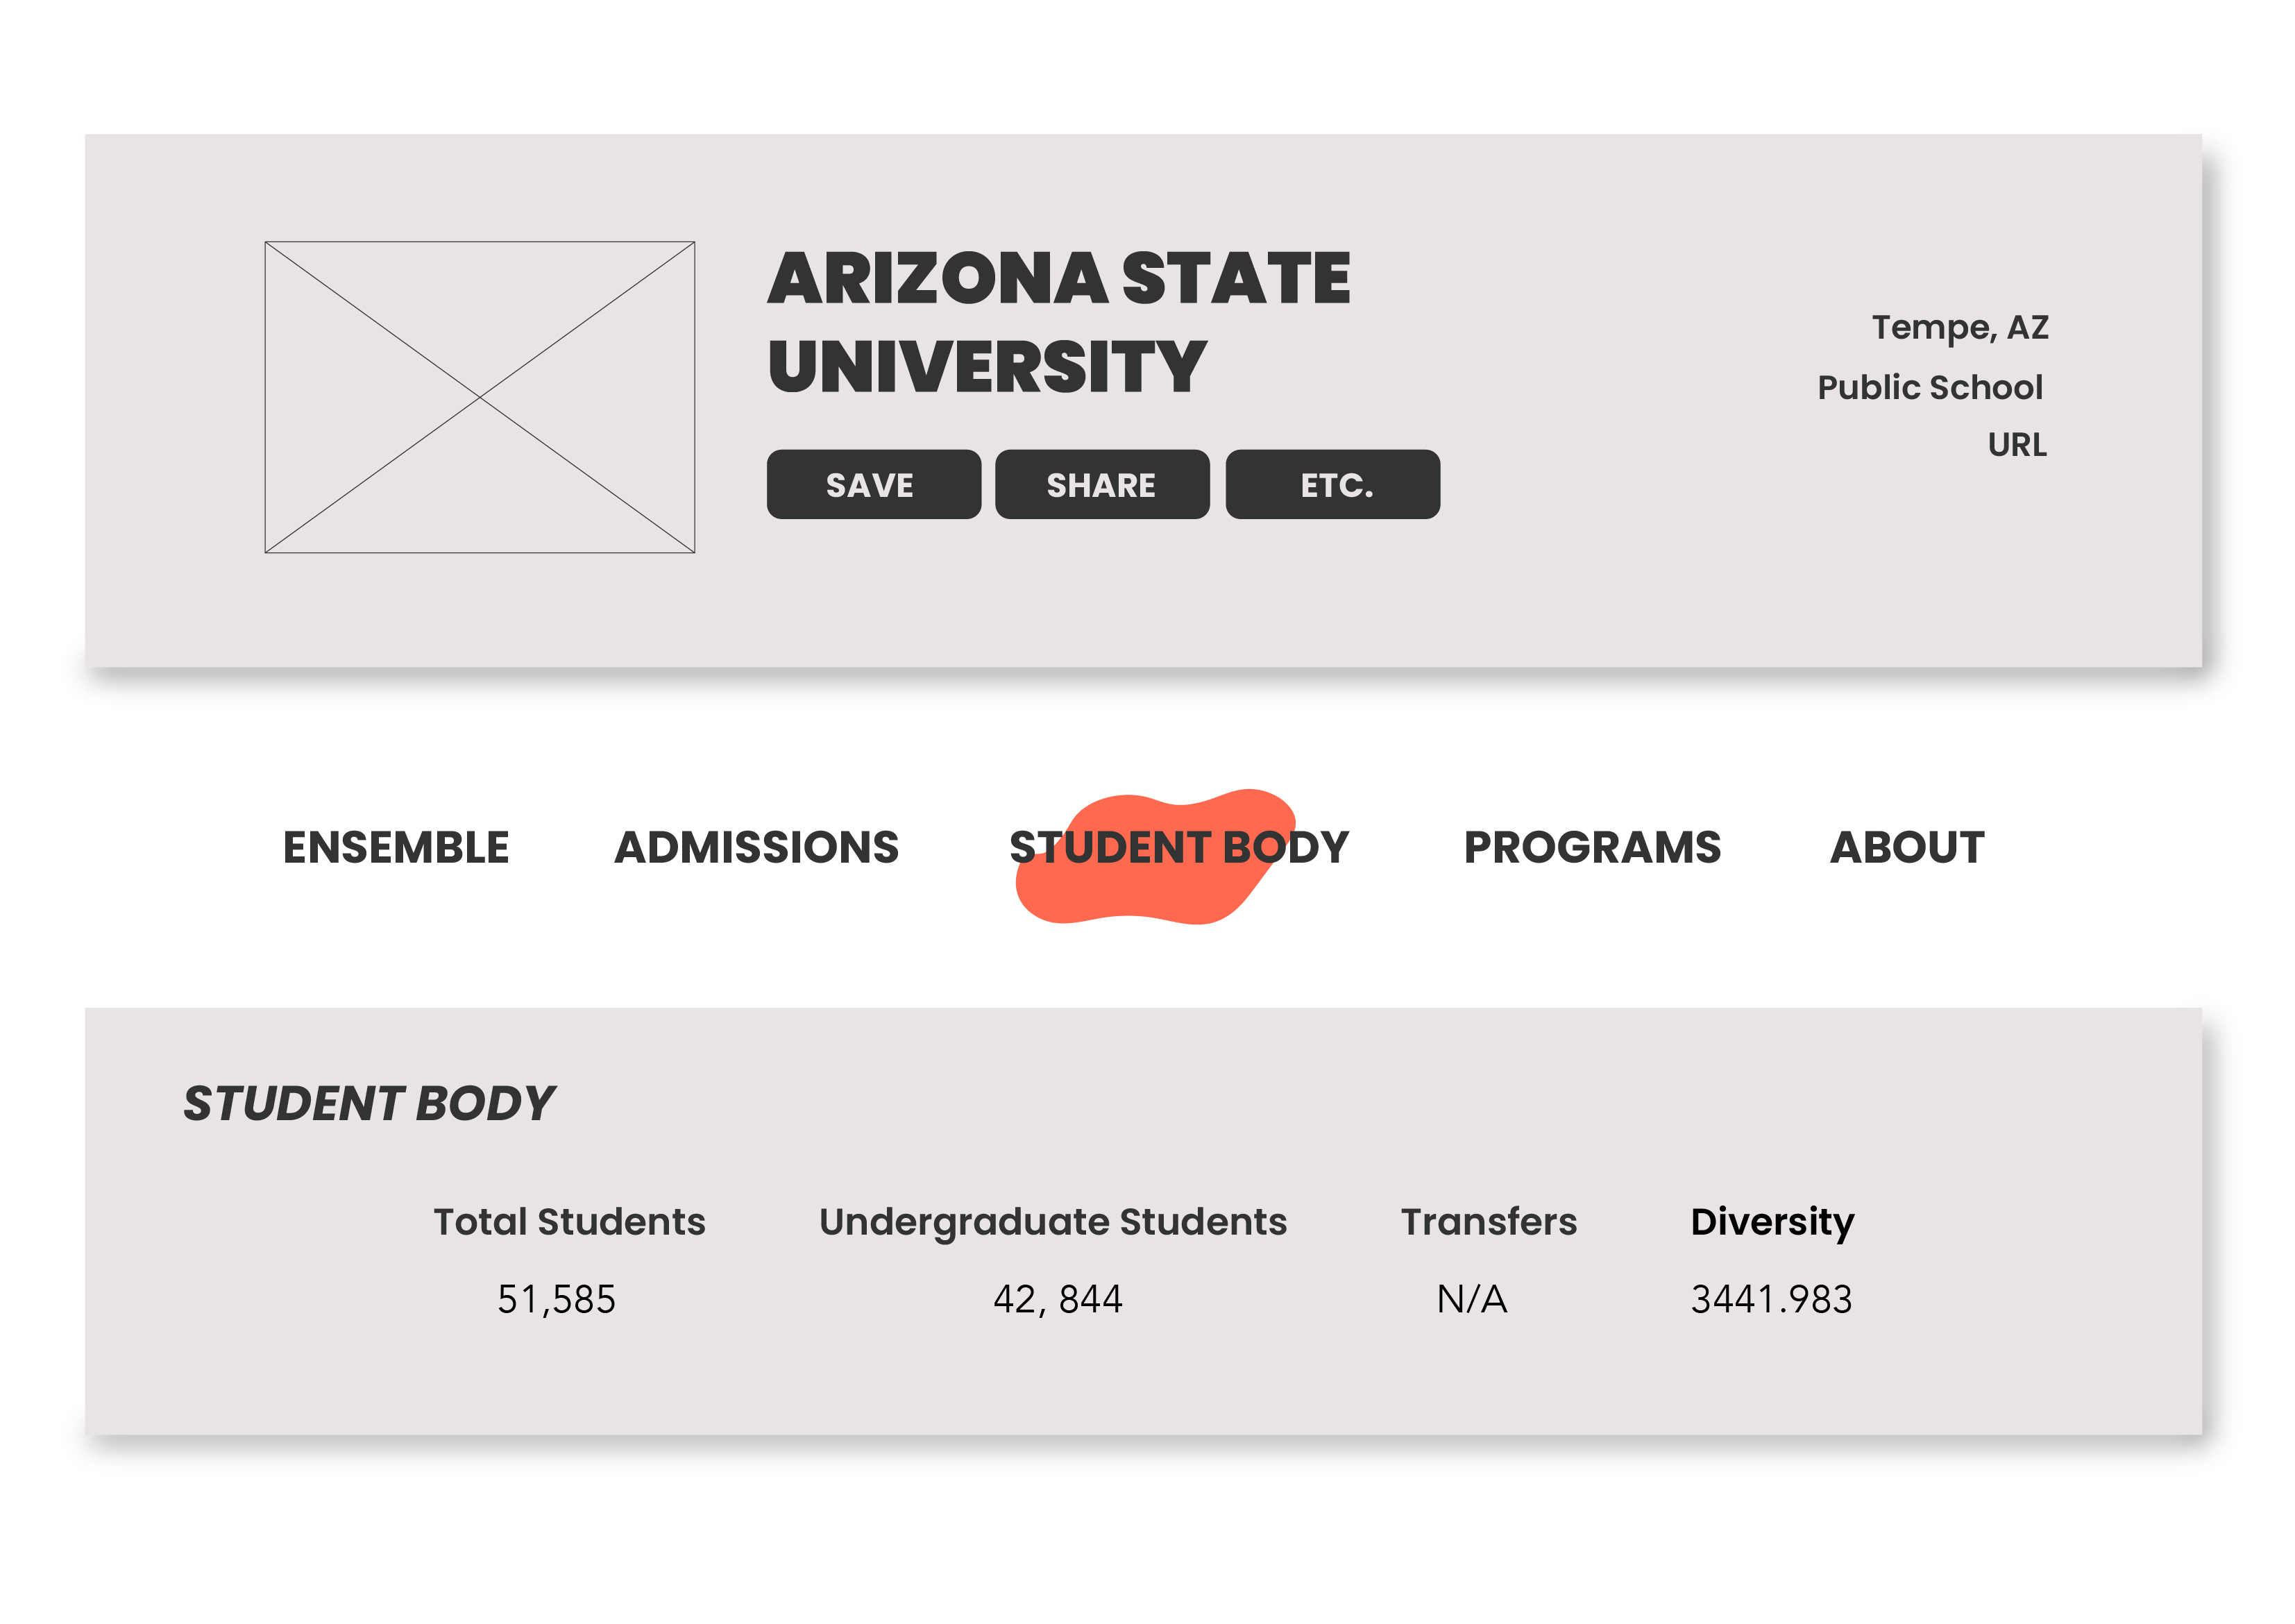 ARIZONA STATE
UNIVERSITY
SAVE SHARE ETC.
Tempe, AZ
Public School
URL
ENSEMBLE ADMISSIONS STUDENT BODY PROGRAMS ABOUT
STUDENT BODY
Total Students Undergraduate Students Transfers Diversity
51,585 42, 844 N/A 3441.983